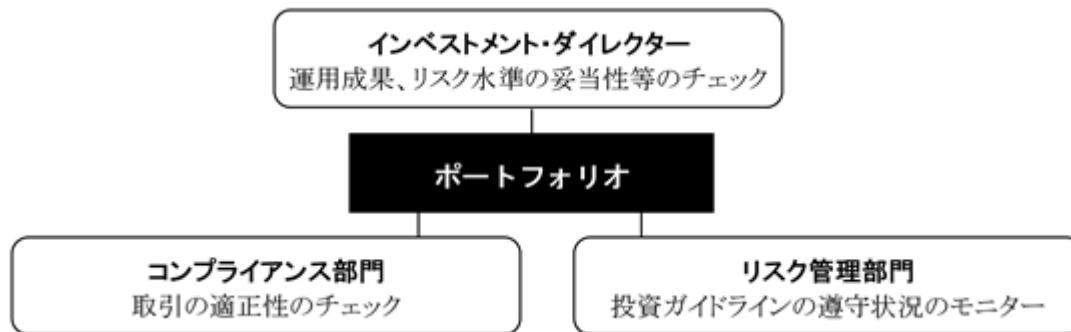 インベストメント・ダイレクター
運用成果、リスク水準の妥当性等のチェック
ポートフォリオ
コンプライアンス部門
取引の適正性のチェック
リスク管理部門
投資ガイドラインの遵守状況のモニター